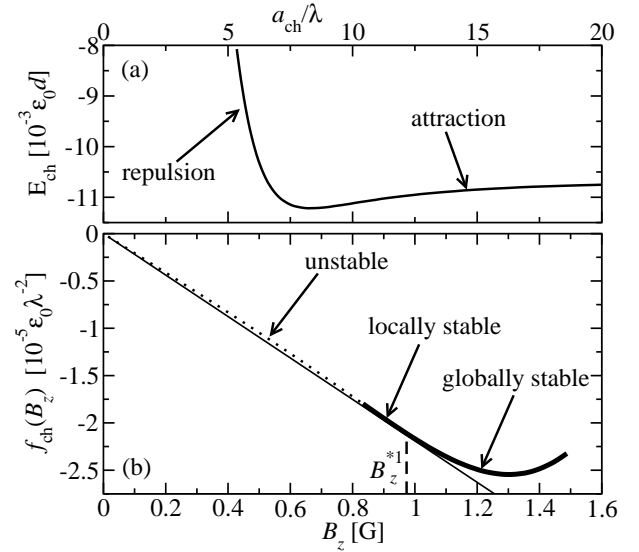 a_ch/λ
0 5 10 15 20
-8
(a)
-9
attraction
repulsion
-10
-11
E_ch [10^-3 ε_0 d]
0
unstable
-0.5
locally stable
-1
globally stable
-1.5
-2
B_z^*1
-2.5
(b)
f_ch(B_z) [10^-5 ε_0 λ^-2]
0 0.2 0.4 0.6 0.8 1 1.2 1.4 1.6
B_z [G]